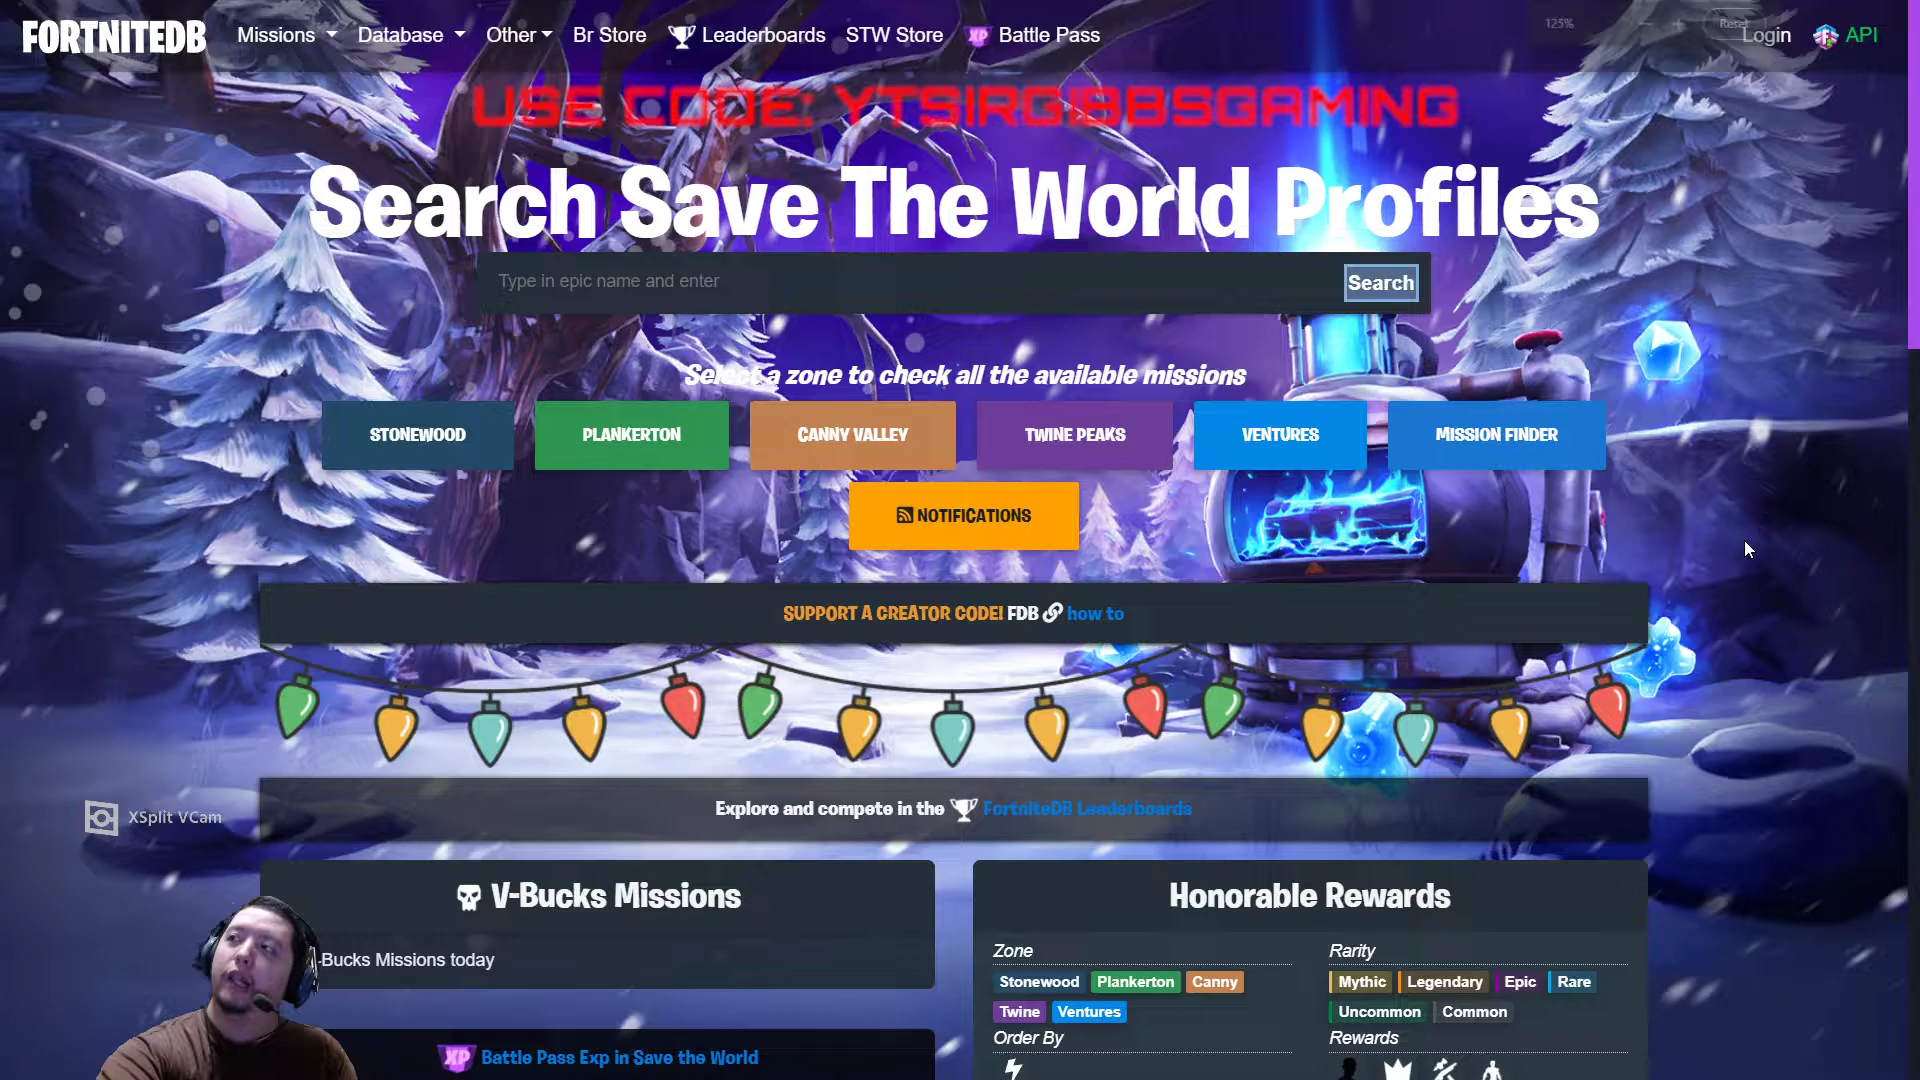 FORTNITEDB Missions Database Other Br Store Leaderboards STW Store XP Battle Pass Login API
125% Reset
USE CODE: YTSIRGIBBSGAMING
Search Save The World Profiles
Type in epic name and enter Search
Select a zone to check all the available missions
STONEWOOD PLANKERTON CANNY VALLEY TWINE PEAKS VENTURES MISSION FINDER
NOTIFICATIONS
SUPPORT A CREATOR CODE! FDB how to
Explore and compete in the FortniteDB Leaderboards
XSplit VCam
V-Bucks Missions
-Bucks Missions today
XP Battle Pass Exp in Save the World
Honorable Rewards
Zone Rarity
Stonewood Plankerton Canny Mythic Legendary Epic Rare
Twine Ventures Uncommon Common
Order By Rewards